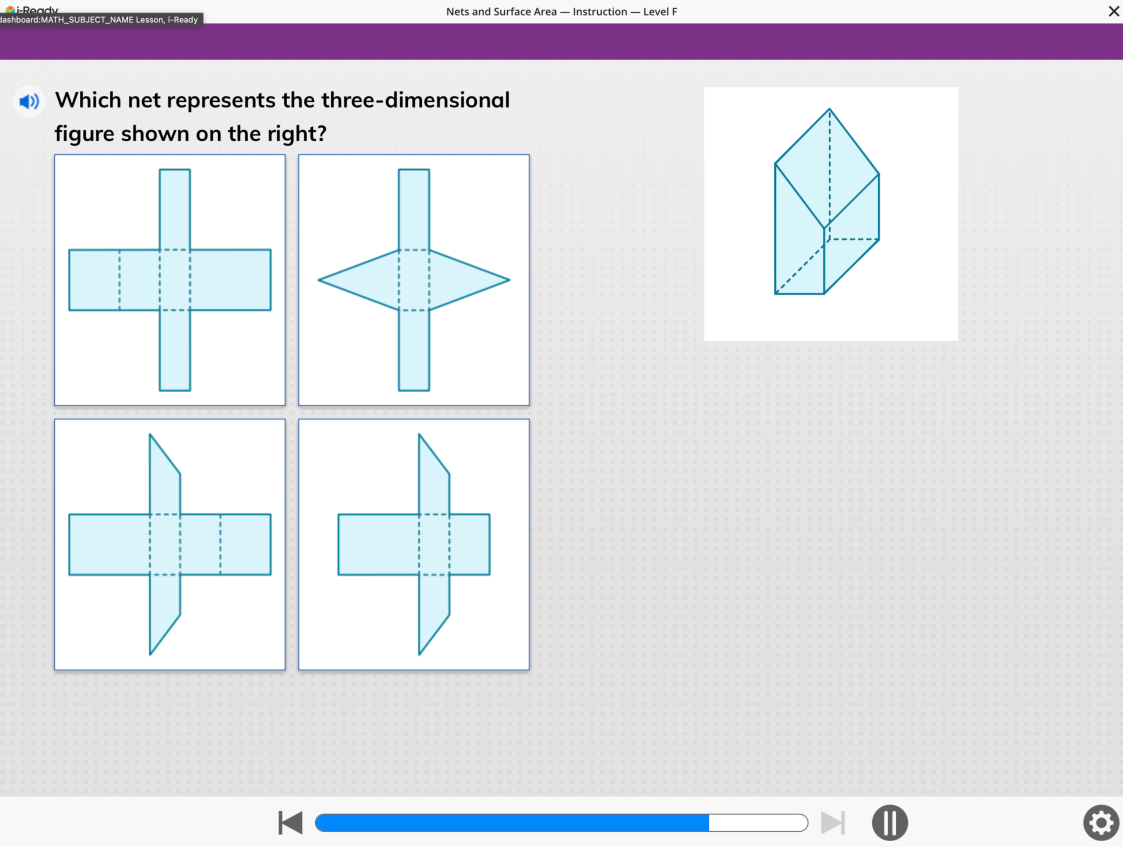 i-Ready
dashboard:MATH_SUBJECT_NAME Lesson, i-Ready
Nets and Surface Area — Instruction — Level F
Which net represents the three-dimensional
figure shown on the right?